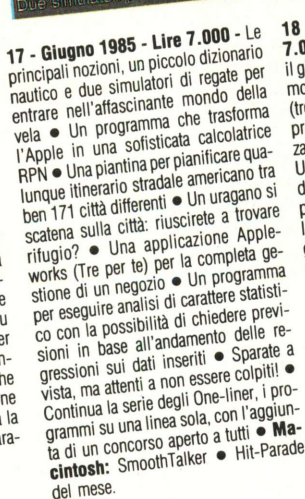 Due simulatori
17 - Giugno 1985 - Lire 7.000 - Le
principali nozioni, un piccolo dizionario
nautico e due simulatori di regate per
entrare nell'affascinante mondo della
vela ● Un programma che trasforma
l'Apple in una sofisticata calcolatrice
RPN ● Una piantina per pianificare qua-
lunque itinerario stradale americano tra
ben 171 città differenti ● Un uragano si
scatena sulla città: riuscirete a trovare
rifugio? ● Una applicazione Apple-
works (Tre per te) per la completa ge-
stione di un negozio ● Un programma
per eseguire analisi di carattere statisti-
co con la possibilità di chiedere previ-
sioni in base all'andamento delle re-
gressioni sui dati inseriti ● Sparate a
vista, ma attenti a non essere colpiti! ●
Continua la serie degli One-liner, i pro-
grammi su una linea sola, con l'aggiun-
ta di un concorso aperto a tutti ● Ma-
cintosh: SmoothTalker ● Hit-Parade
del mese.
18
7.0